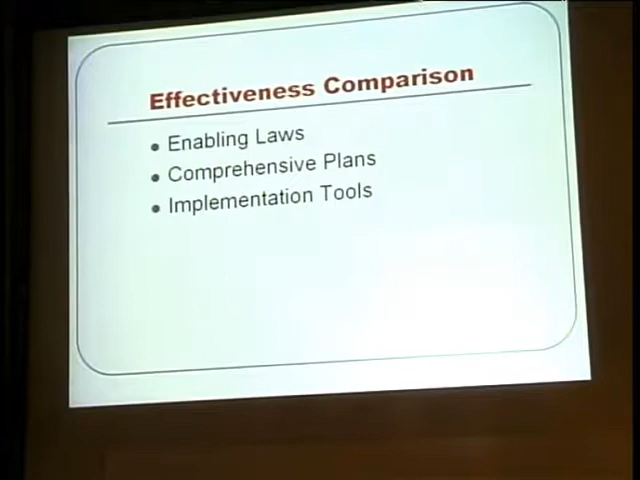 Effectiveness Comparison
• Enabling Laws
• Comprehensive Plans
• Implementation Tools